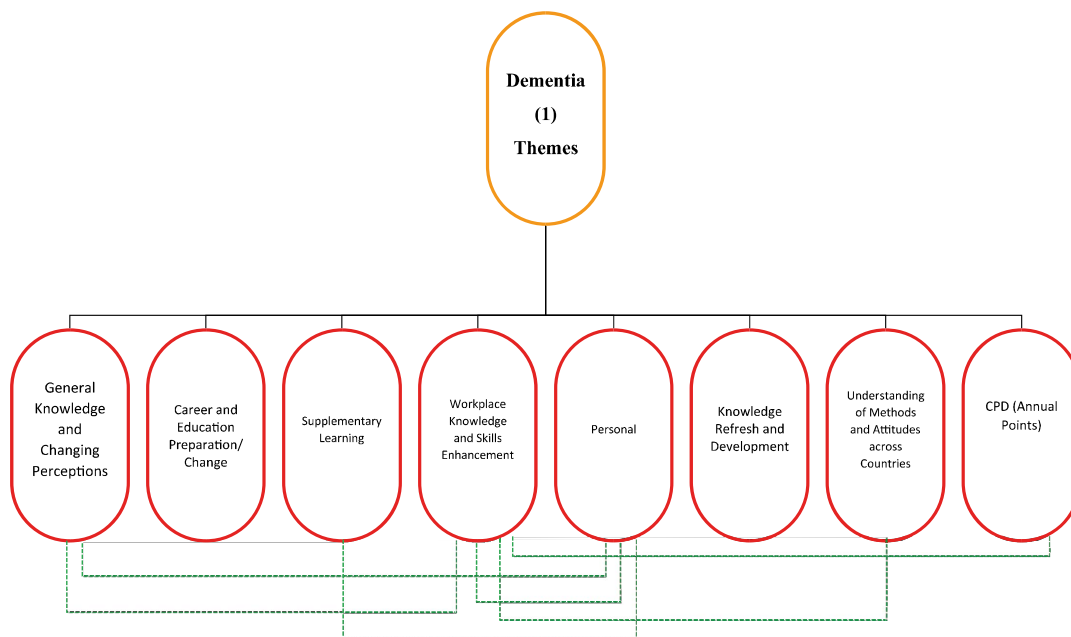 Dementia
(1)
Themes
General
Knowledge
and
Changing
Perceptions
Career and
Education
Preparation/
Change
Supplementary
Learning
Workplace
Knowledge
and Skills
Enhancement
Personal
Knowledge
Refresh and
Development
Understanding
of Methods
and Attitudes
across
Countries
CPD (Annual
Points)